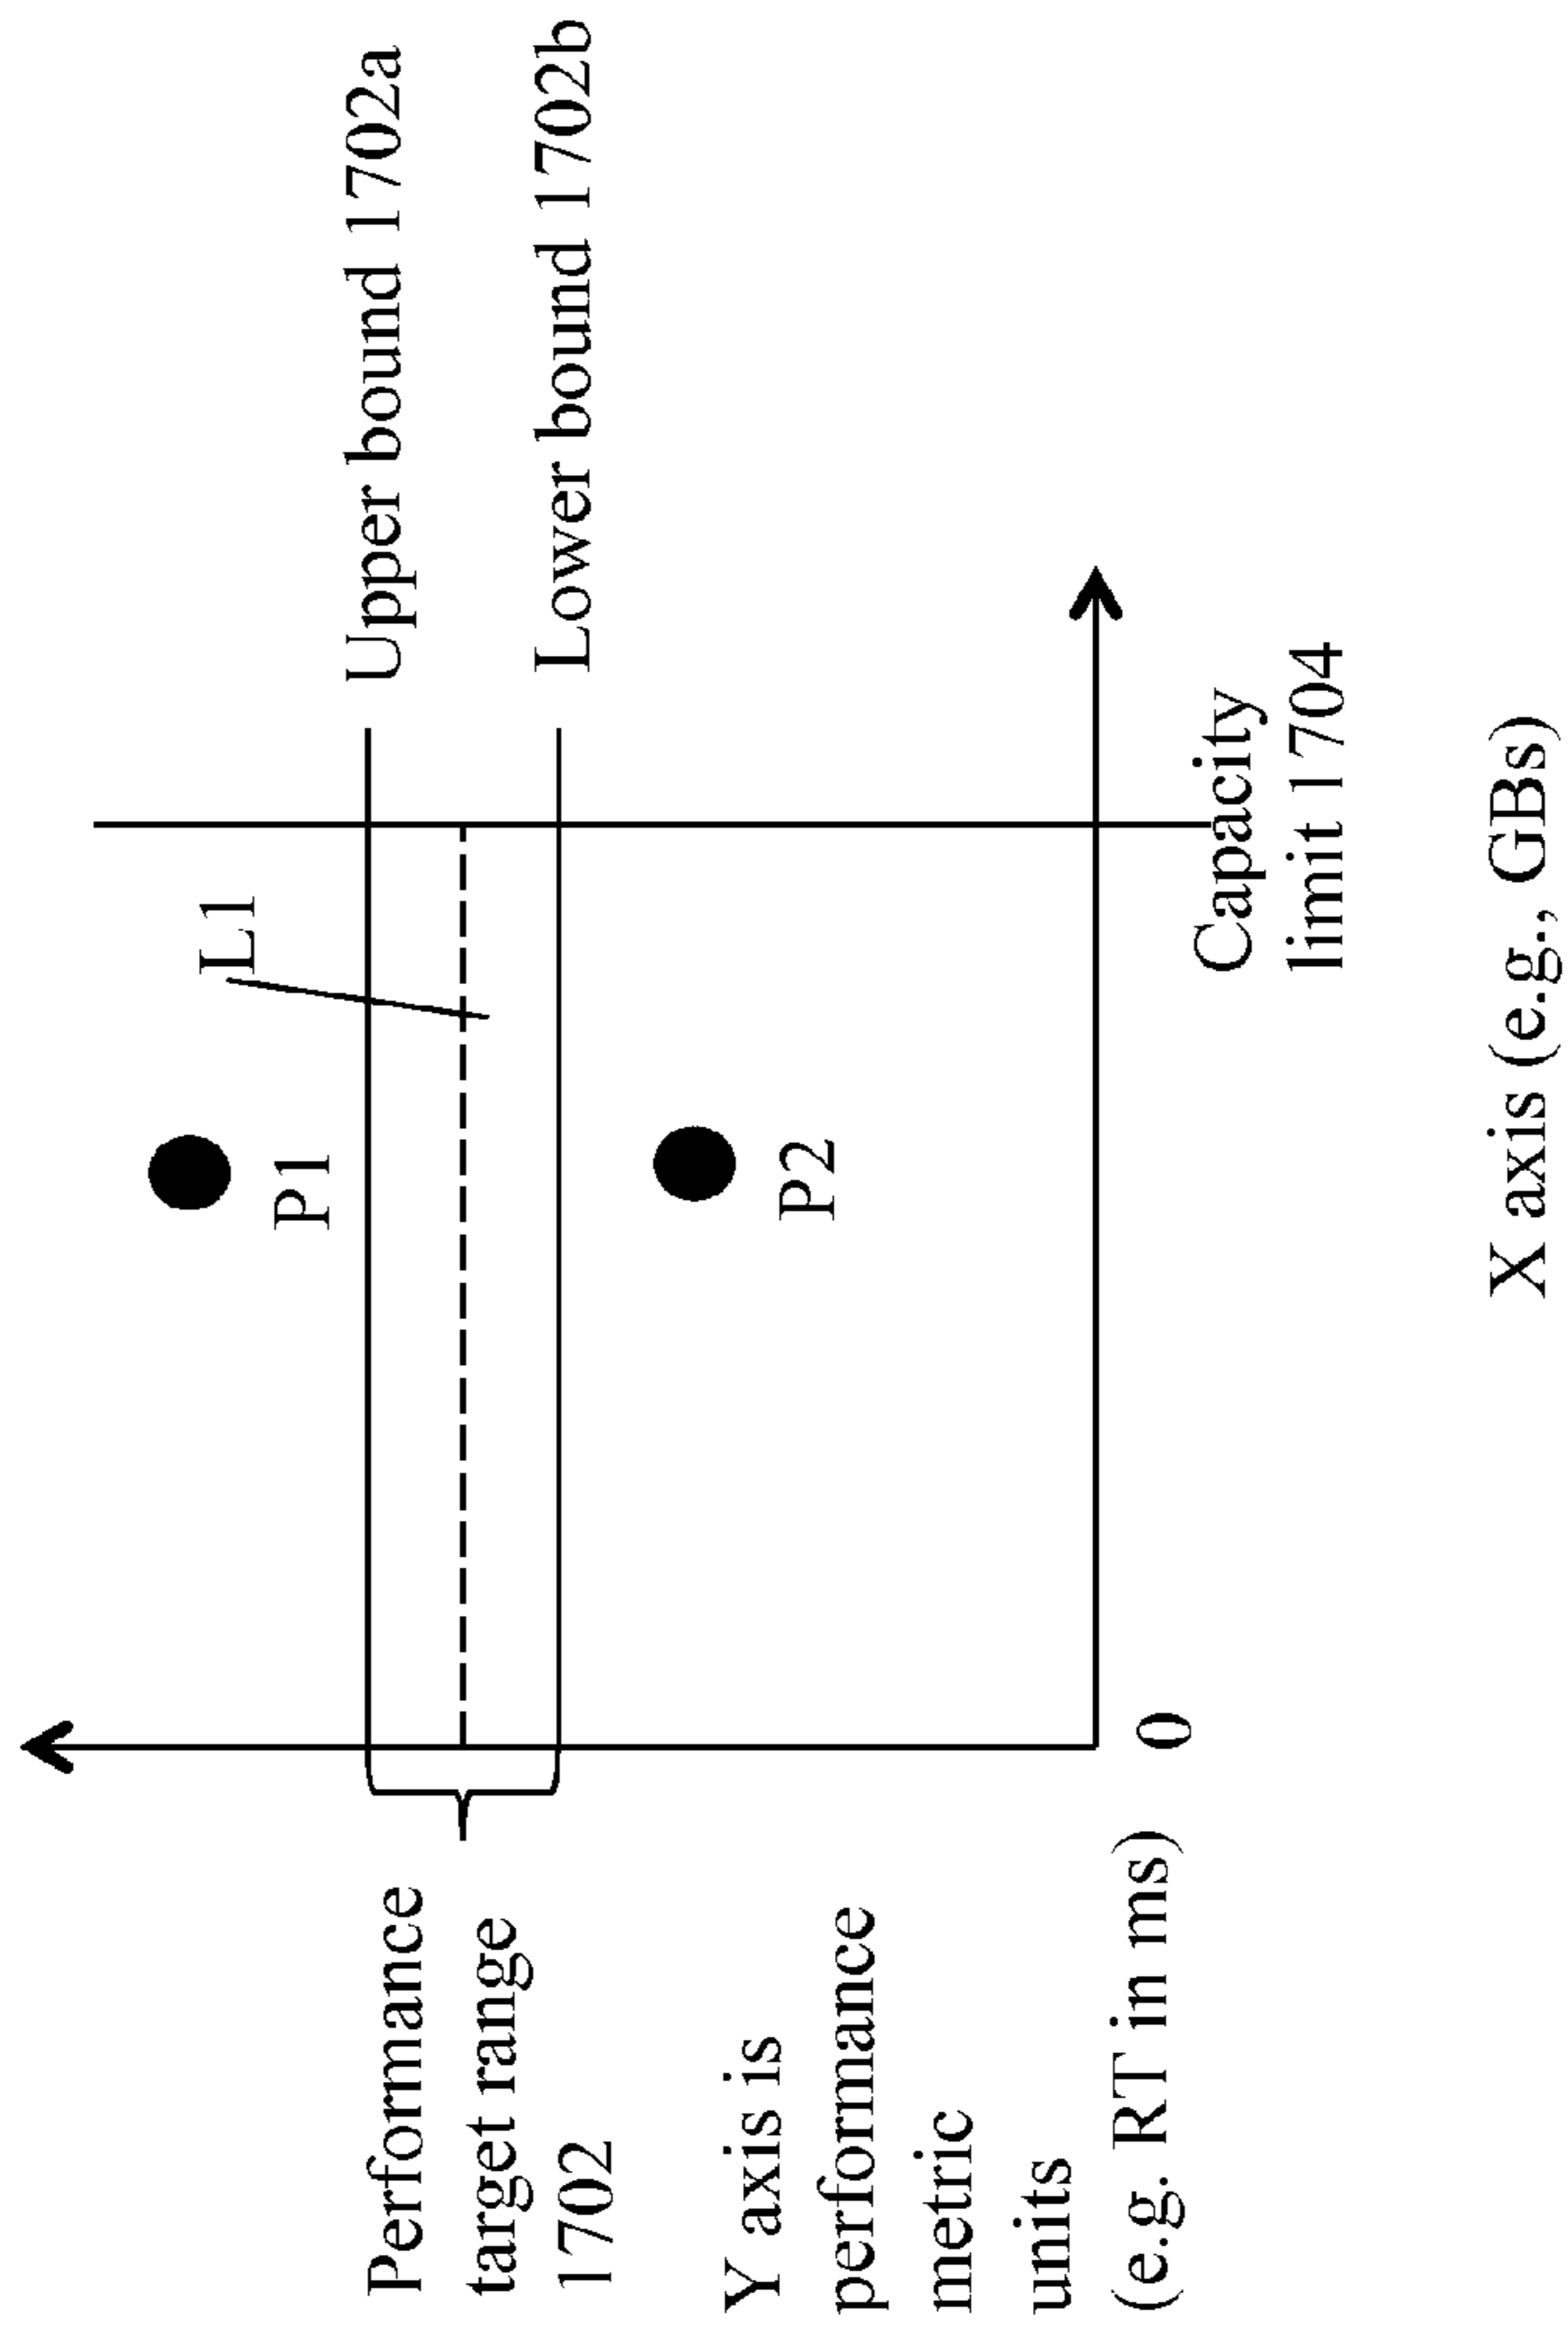 Performance
target range
1702
Y axis is
performance
metric
units
(e.g. RT in ms)
L1
P1
P2
Upper bound 1702a
Lower bound 1702b
0
Capacity
limit 1704
X axis (e.g., GBs)